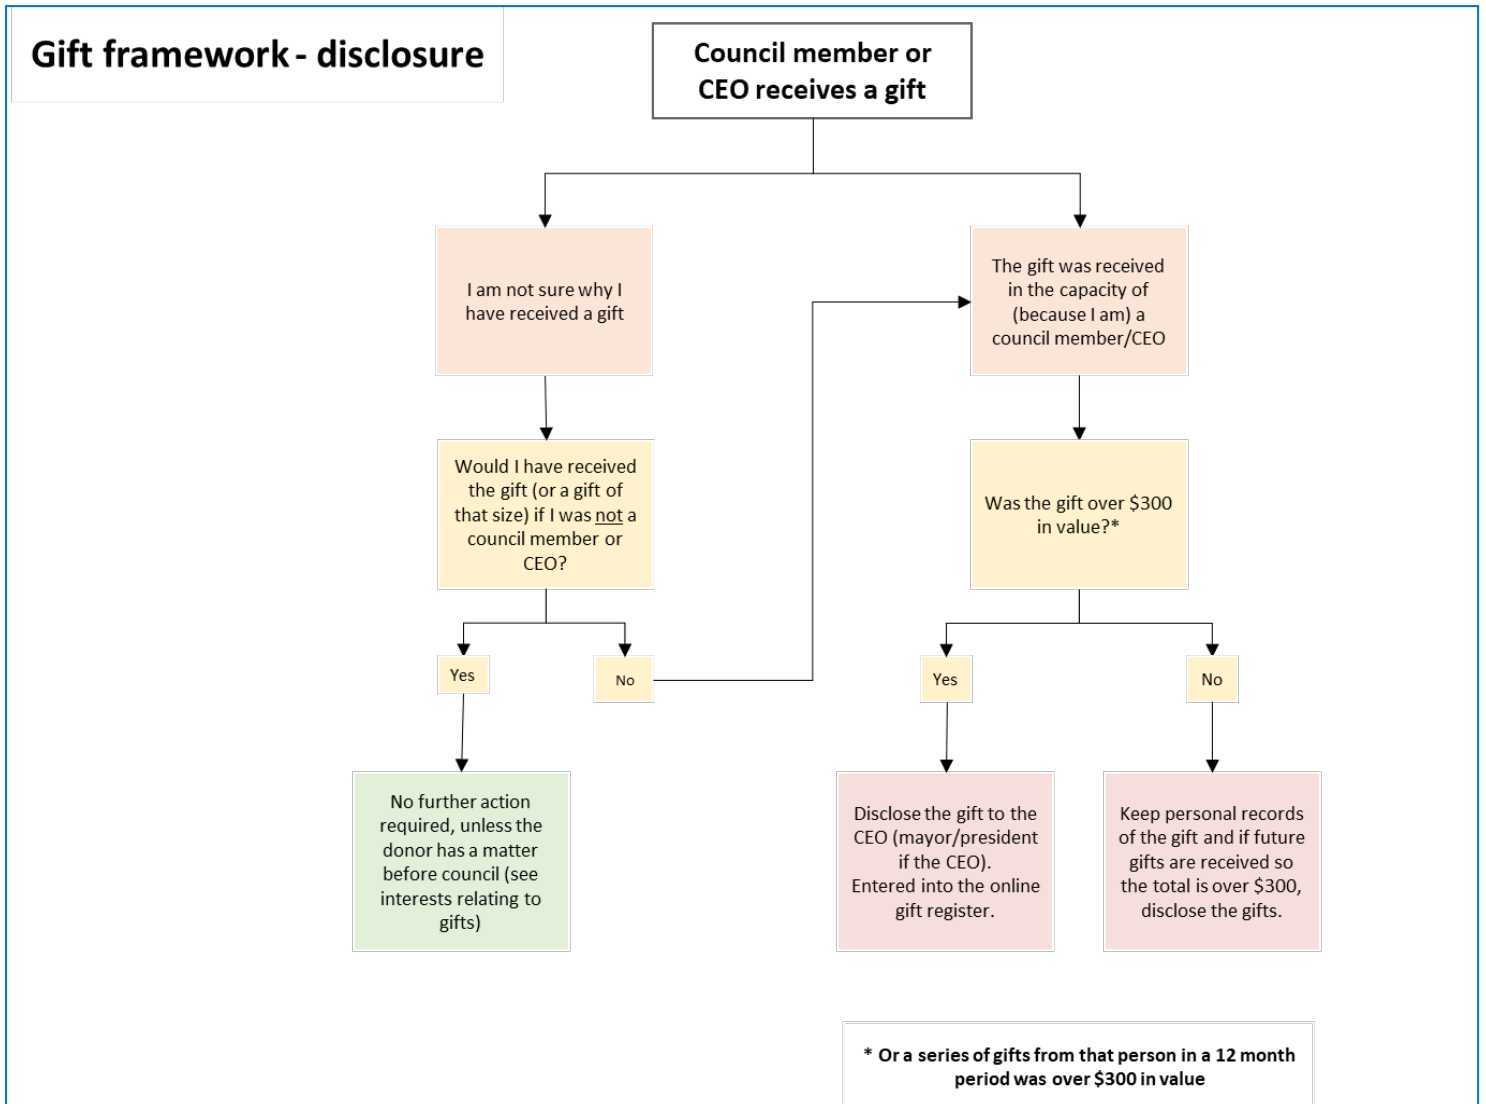 Gift framework - disclosure
Council member or
CEO receives a gift
I am not sure why I
have received a gift
The gift was received
in the capacity of
(because I am) a
council member/CEO
Would I have received
the gift (or a gift of
that size) if I was not a
council member or
CEO?
Was the gift over $300
in value?*
Yes
No
Yes
No
No further action
required, unless the
donor has a matter
before council (see
interests relating to
gifts)
Disclose the gift to the
CEO (mayor/president
if the CEO).
Entered into the online
gift register.
Keep personal records
of the gift and if future
gifts are received so
the total is over $300,
disclose the gifts.
* Or a series of gifts from that person in a 12 month
period was over $300 in value